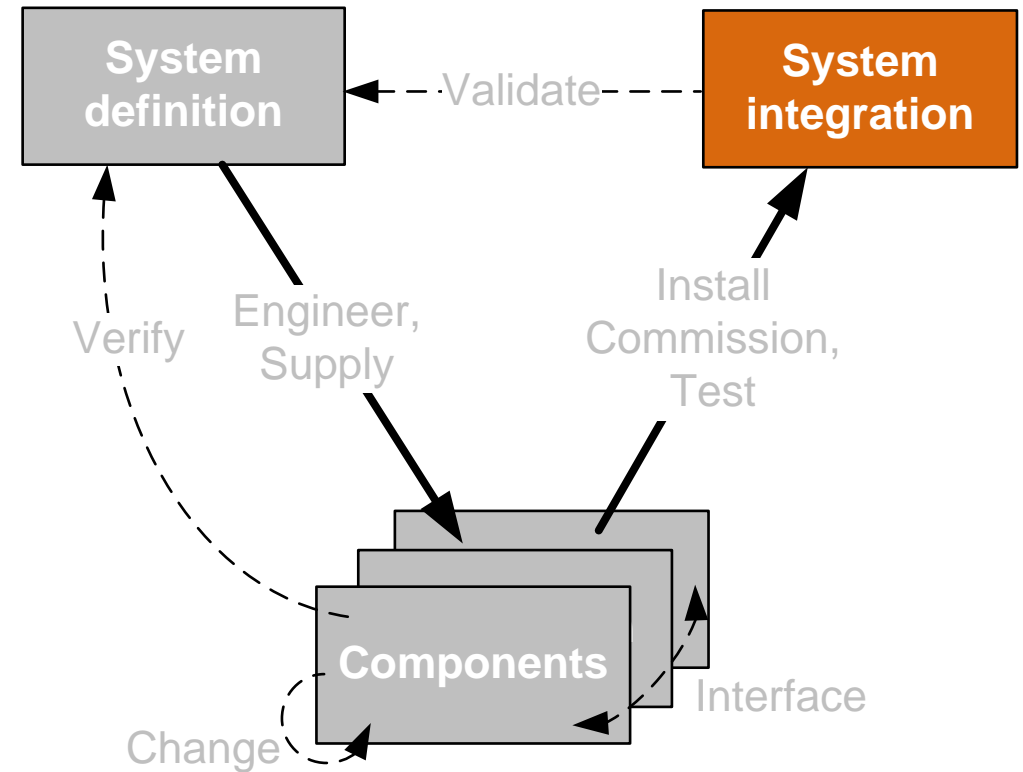 System
definition
Validate
System
integration
Verify
Engineer,
Supply
Install
Commission,
Test
Components
Interface
Change